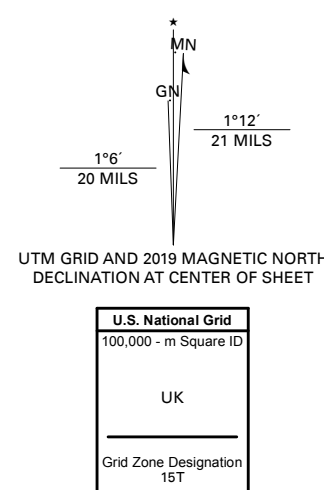 ★
MN
GN
1°12´
21 MILS
1°6´
20 MILS
UTM GRID AND 2019 MAGNETIC NORTH
DECLINATION AT CENTER OF SHEET
U.S. National Grid
100,000 - m Square ID
UK
Grid Zone Designation
15T